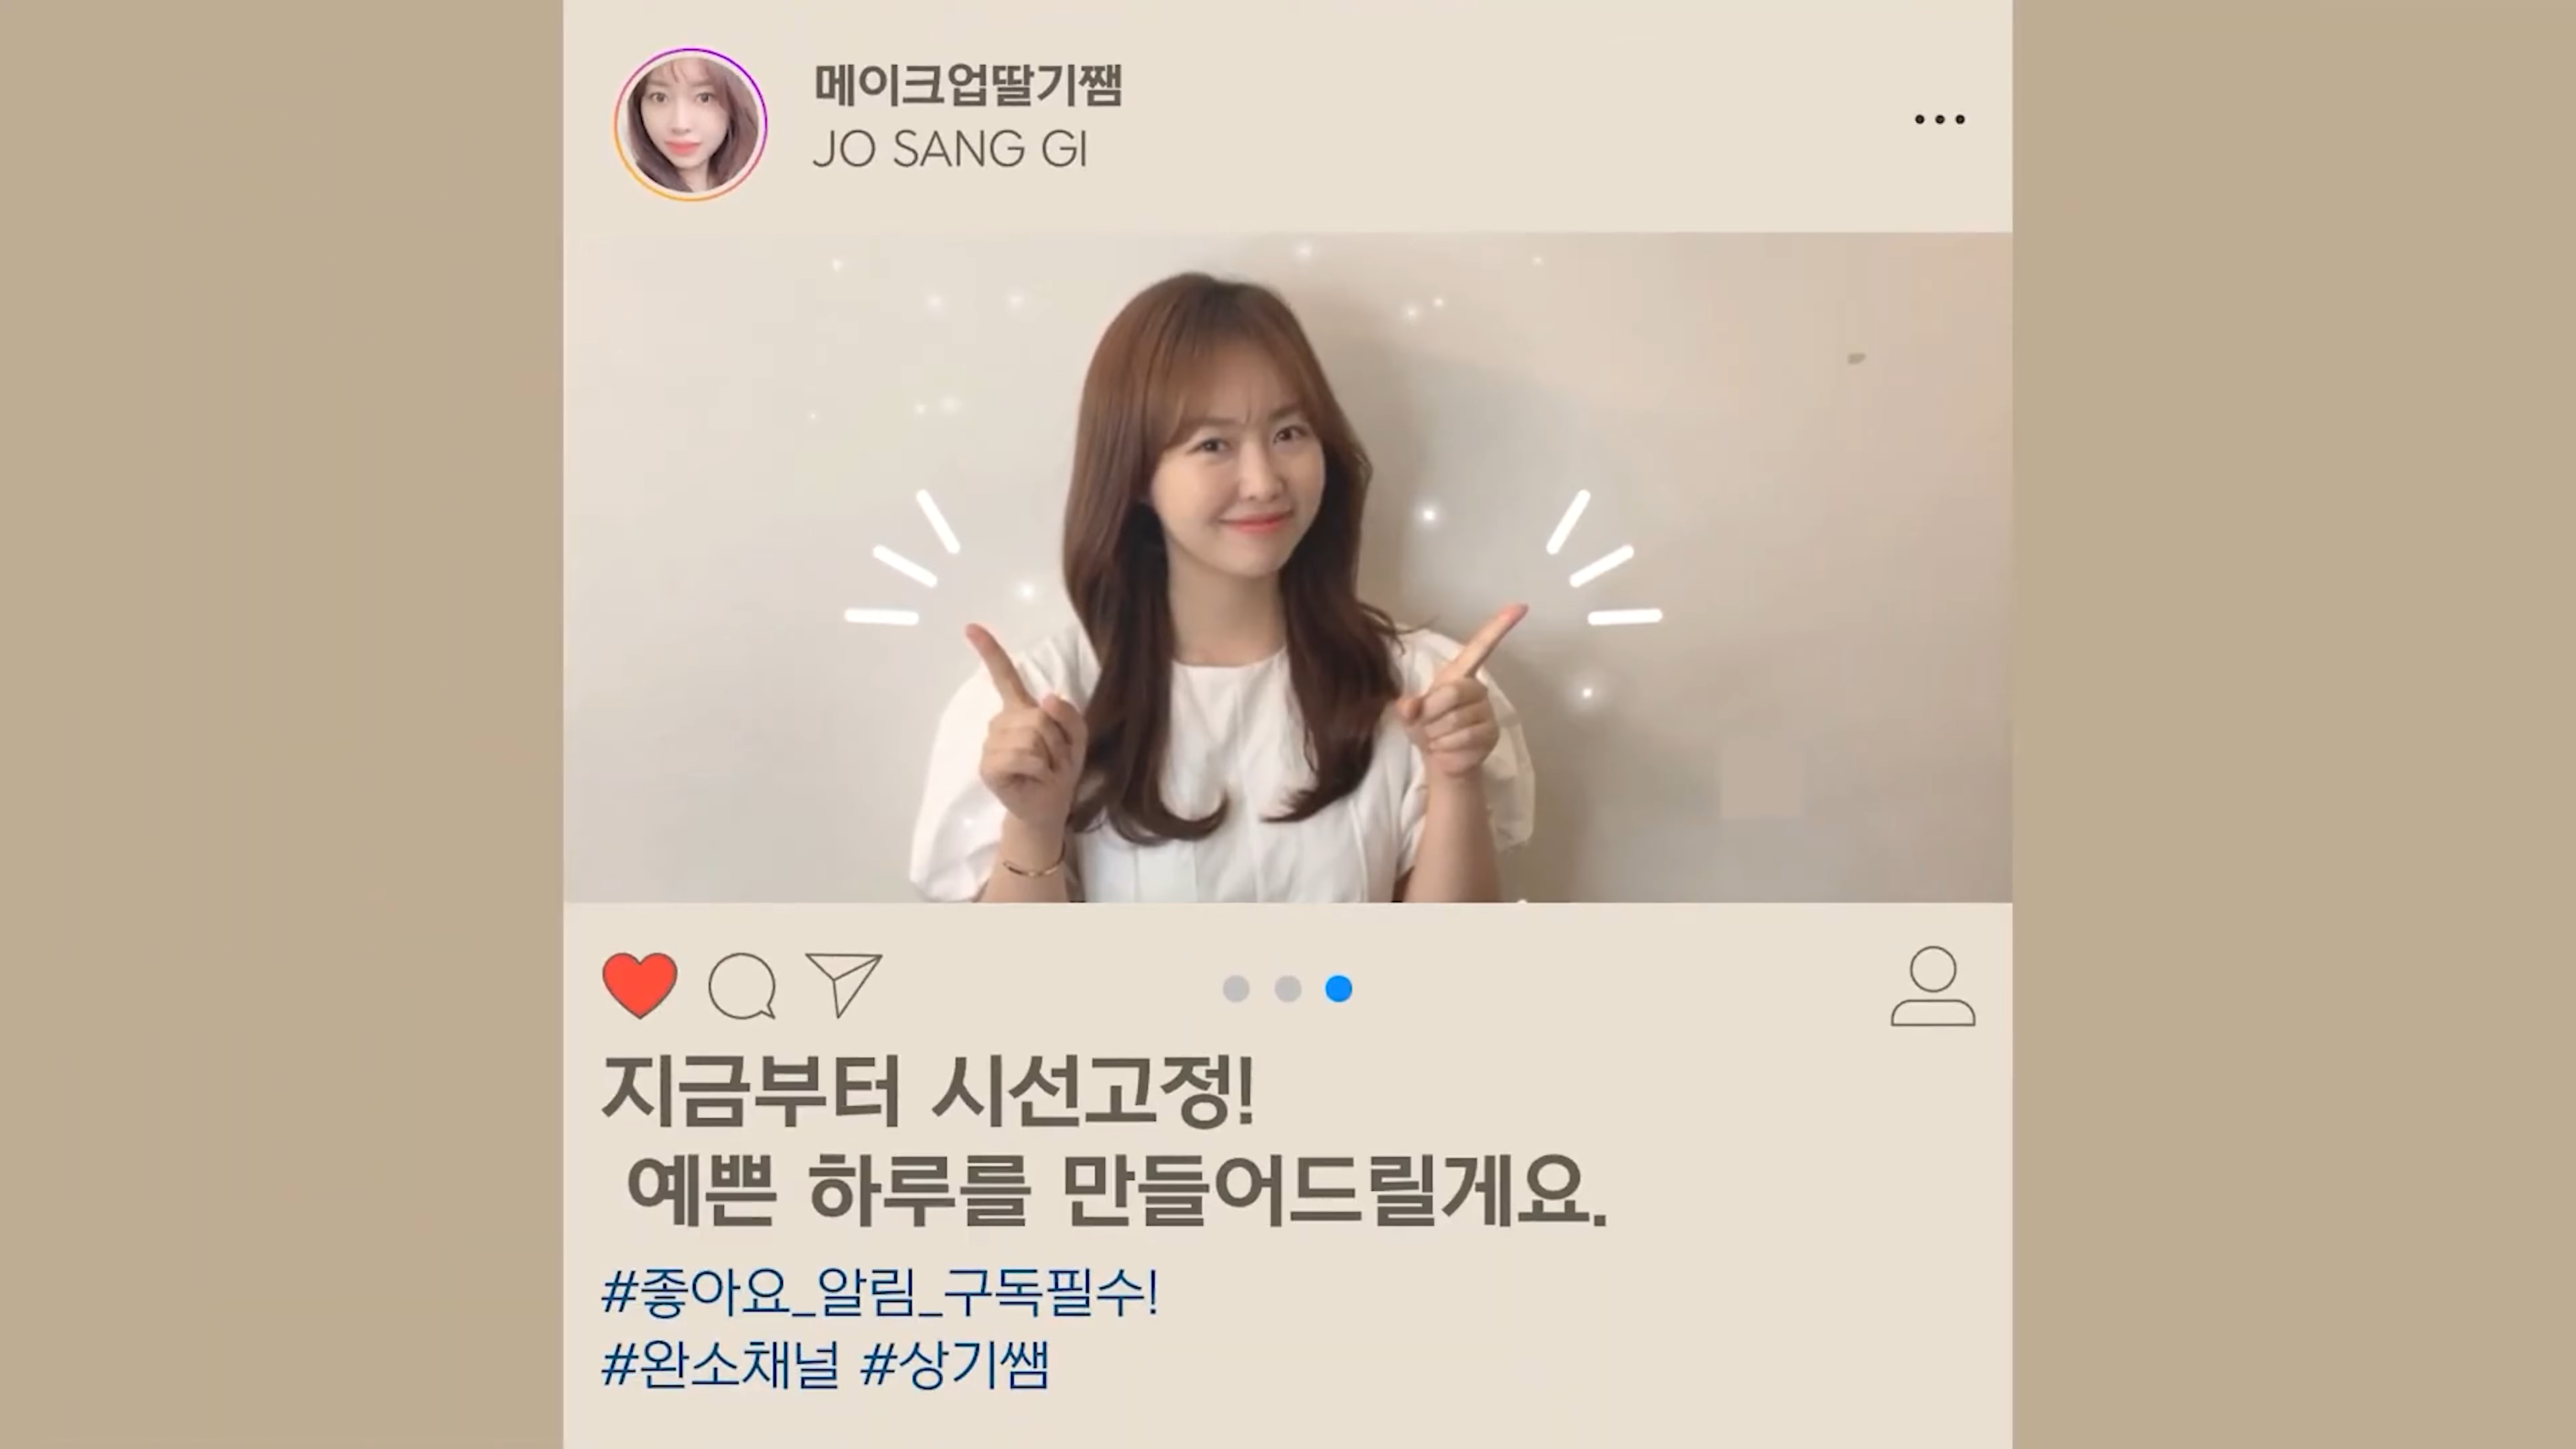 메이크업딸기쨈
JO SANG GI
지금부터 시선고정!
예쁜 하루를 만들어드릴게요.
#좋아요_알림_구독필수!
#완소채널 #상기쌤